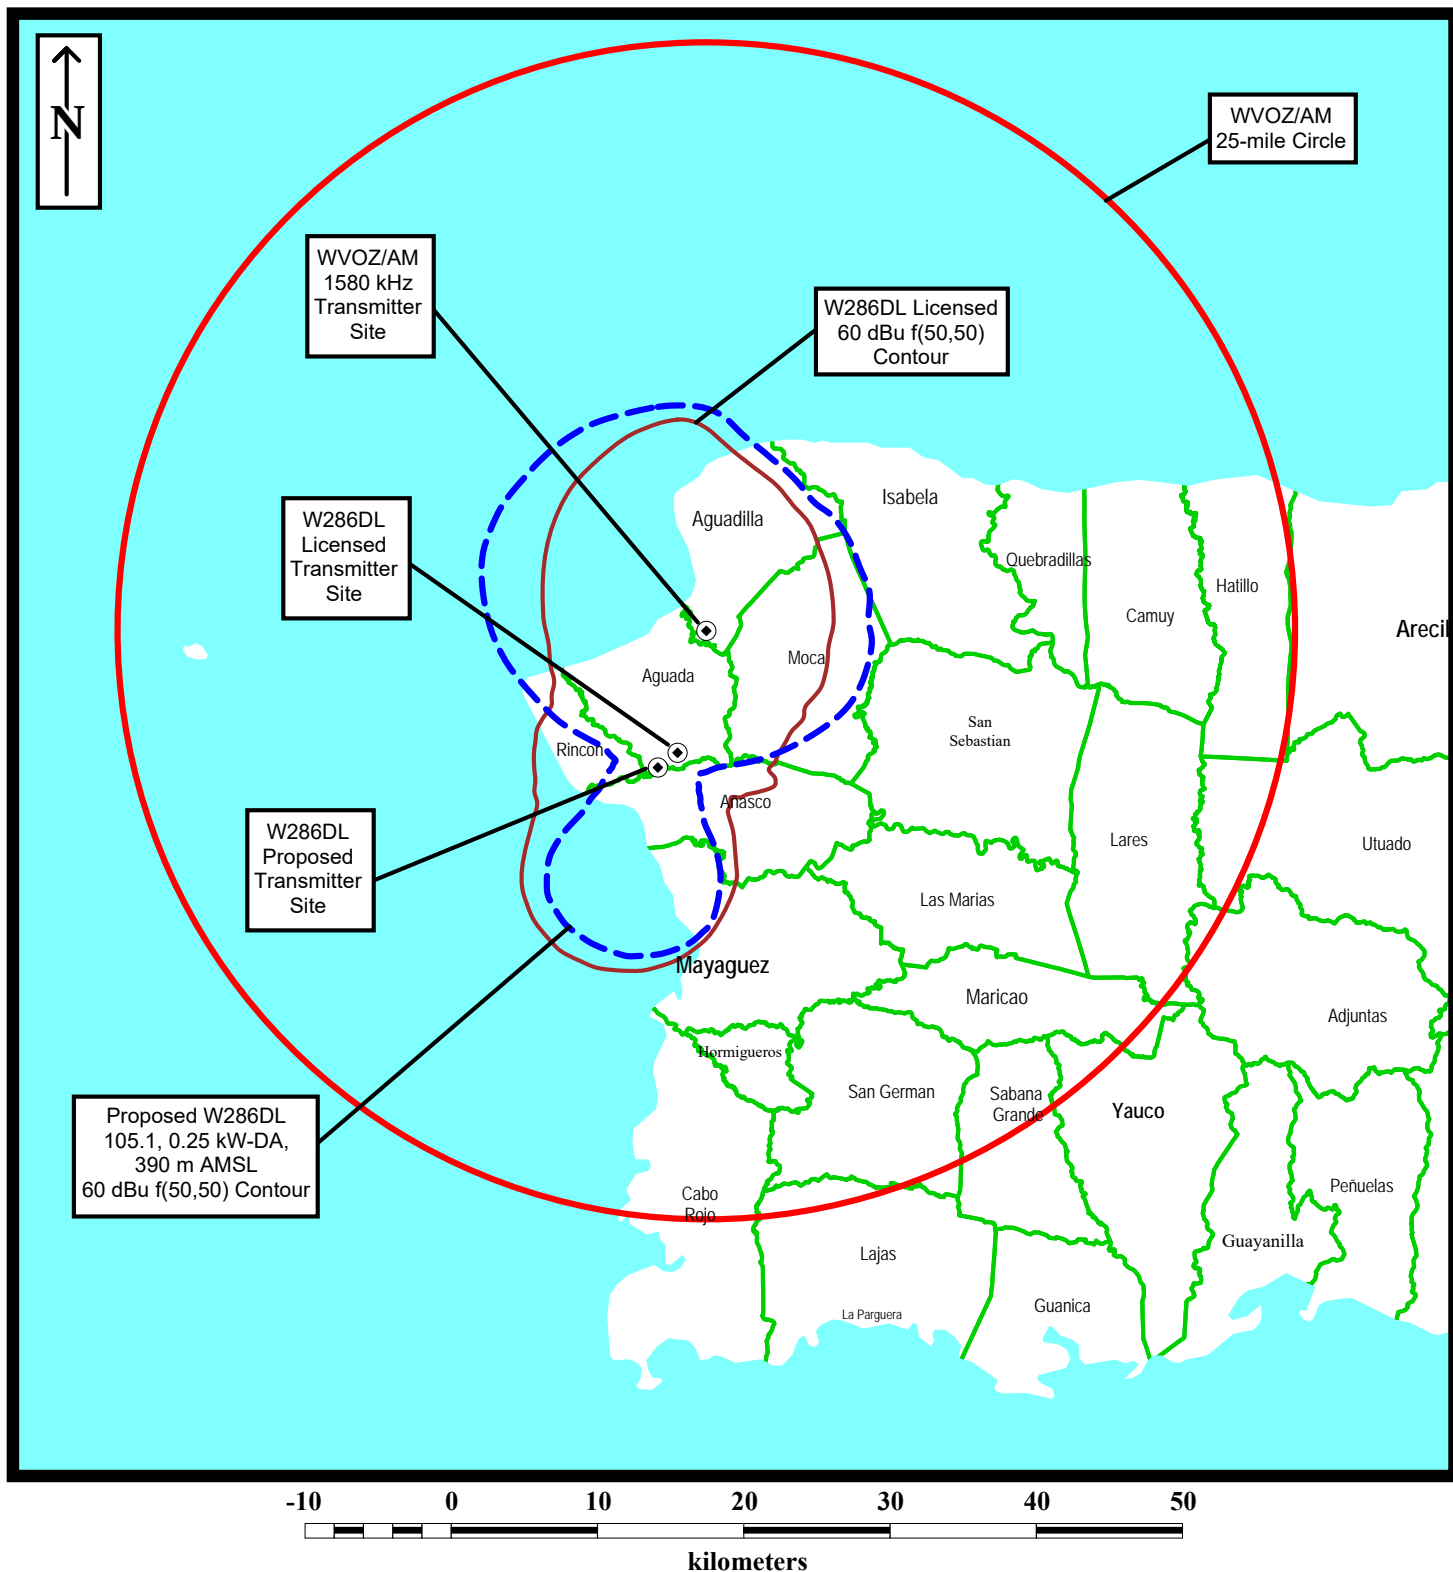 N
WVOZ/AM
25-mile Circle
WVOZ/AM
1580 kHz
Transmitter
Site
W286DL Licensed
60 dBu f(50,50)
Contour
W286DL
Licensed
Transmitter
Site
Isabela
Aguadilla
Quebradillas
Hatillo
Camuy
Arecil
Moca
Aguada
San
Sebastian
Rincon
Anasco
W286DL
Proposed
Transmitter
Site
Lares
Utuado
Las Marias
Mayaguez
Maricao
Adjuntas
Hormigueros
San German
Sabana
Grande
Yauco
Proposed W286DL
105.1, 0.25 kW-DA,
390 m AMSL
60 dBu f(50,50) Contour
Cabo
Rojo
Peñuelas
Lajas
Guayanilla
La Parguera
Guanica
-10 0 10 20 30 40 50
kilometers